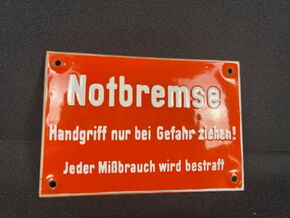 Notbremse
Handgriff nur bei Gefahr ziehen!
Jeder Mißbrauch wird bestraft